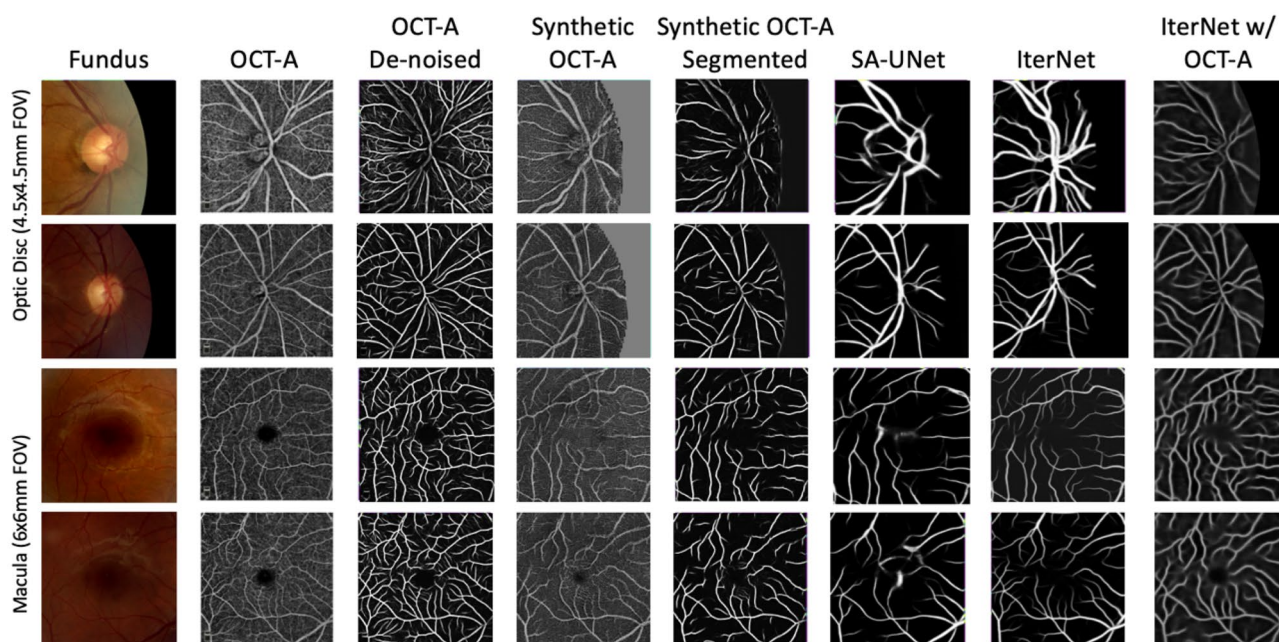 Fundus
OCT-A
OCT-A
De-noised
Synthetic
OCT-A
Synthetic OCT-A
Segmented
SA-UNet
IterNet
IterNet w/
OCT-A
Optic Disc (4.5x4.5mm FOV)
Macula (6x6mm FOV)